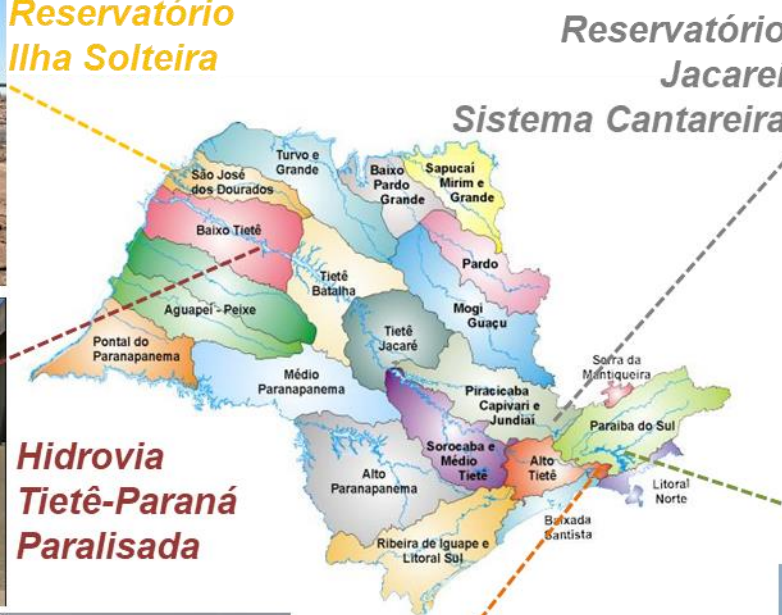 Reservatório
Ilha Solteira
Reservatório
Jacareí
Sistema Cantareira
Turvo e
Grande
São José
dos Dourados
Baixo
Pardo
Grande
Sapucaí
Mirim e
Grande
Baixo Tietê
Pardo
Tietê
Batalha
Mogi
Guaçu
Aguapeí - Peixe
Tietê
Jacaré
Pontal do
Paranapanema
Médio
Paranapanema
Serra da
Mantiqueira
Piracicaba
Capivari e
Jundiaí
Paraíba do Sul
Sorocaba e
Médio
Tietê
Alto
Tietê
Alto
Paranapanema
Litoral
Norte
Baixada
Santista
Ribeira de Iguape e
Litoral Sul
Hidrovia
Tietê-Paraná
Paralisada